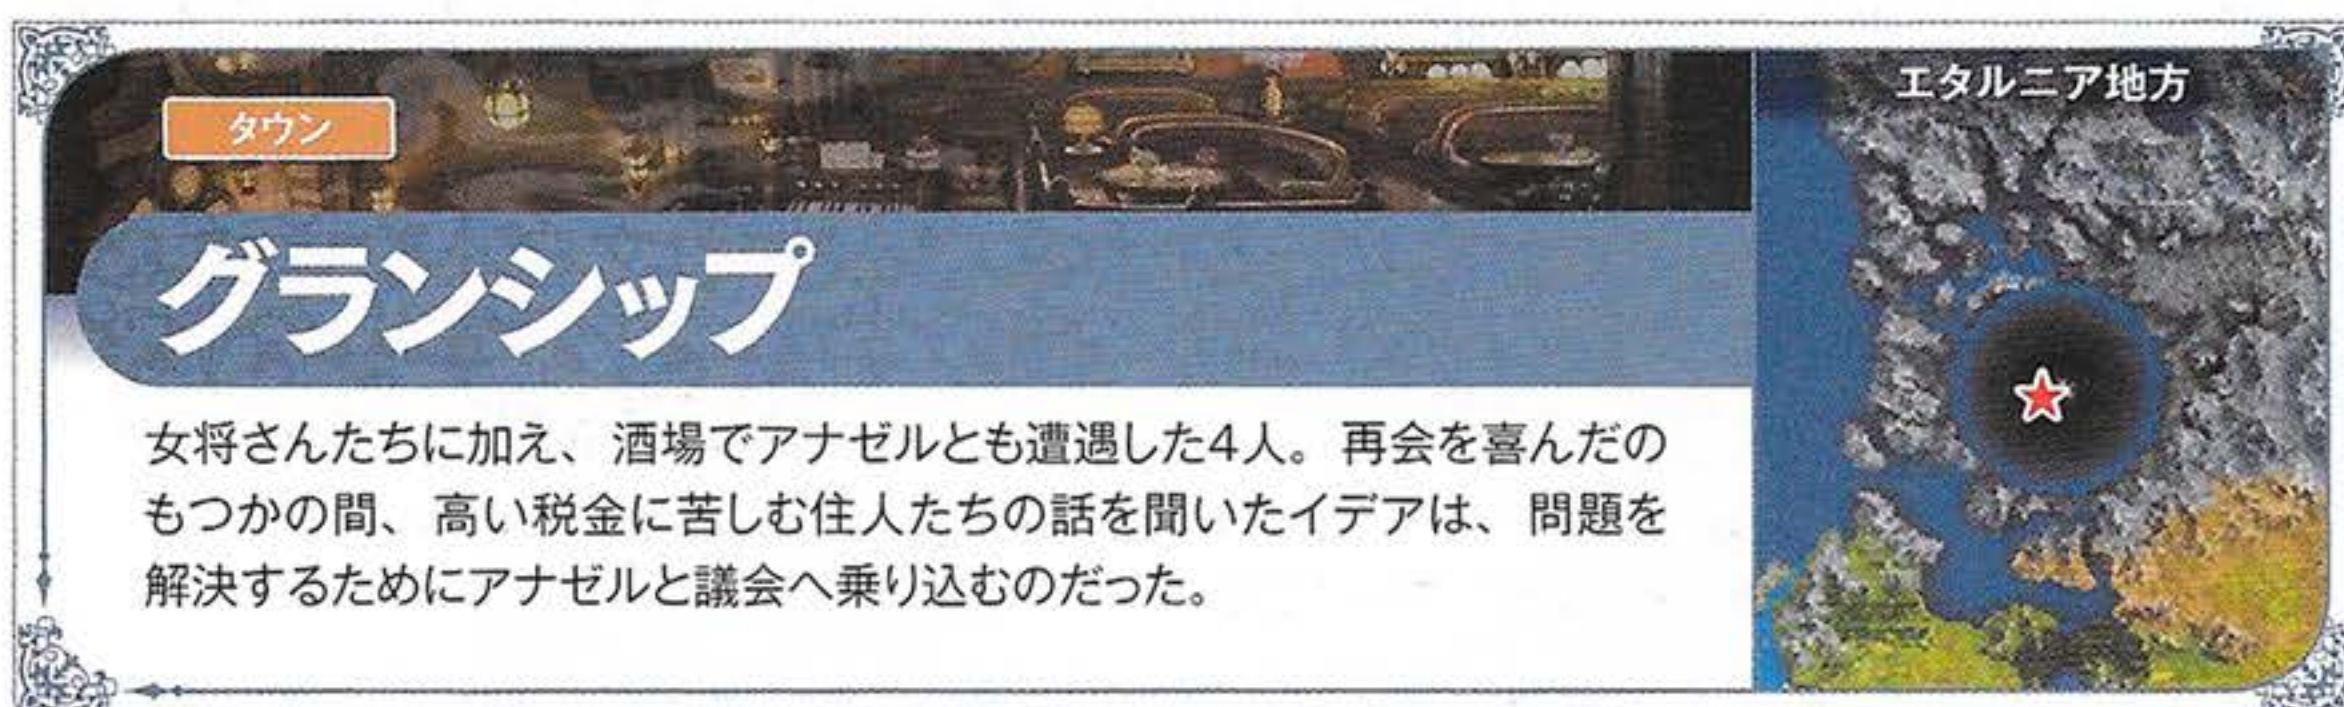 タウン
エタルニア地方
グランシップ
女将さんたちに加え、酒場でアナゼルとも遭遇した4人。再会を喜んだの
もつかの間、高い税金に苦しむ住人たちの話を聞いたイデアは、問題を
解決するためにアナゼルと議会へ乗り込むのだった。